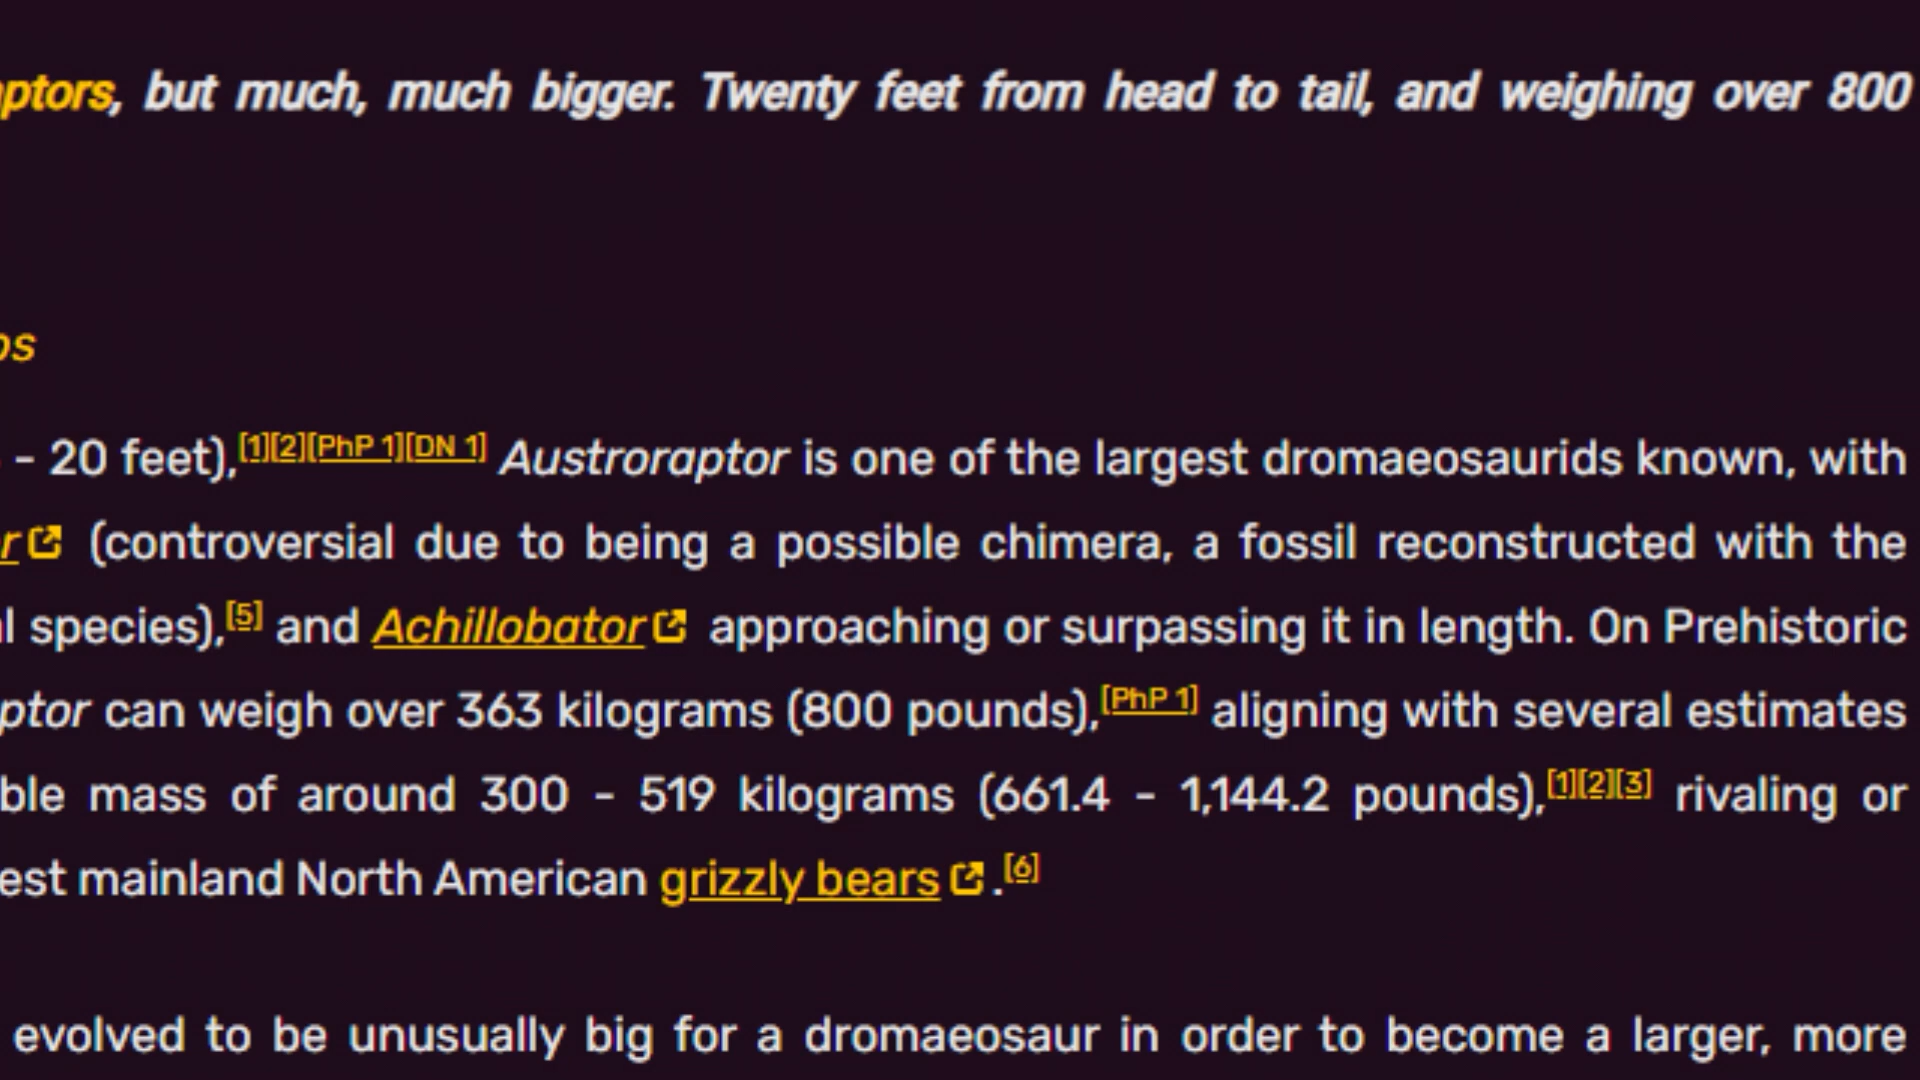 aptors, but much, much bigger. Twenty feet from head to tail, and weighing over 800
os
- 20 feet),[1][2][PhP 1][DN 1] Austroraptor is one of the largest dromaeosaurids known, with
r (controversial due to being a possible chimera, a fossil reconstructed with the
l species),[5] and Achillobator approaching or surpassing it in length. On Prehistoric
ptor can weigh over 363 kilograms (800 pounds),[PhP 1] aligning with several estimates
ble mass of around 300 - 519 kilograms (661.4 - 1,144.2 pounds),[1][2][3] rivaling or
est mainland North American grizzly bears.[6]
evolved to be unusually big for a dromaeosaur in order to become a larger, more